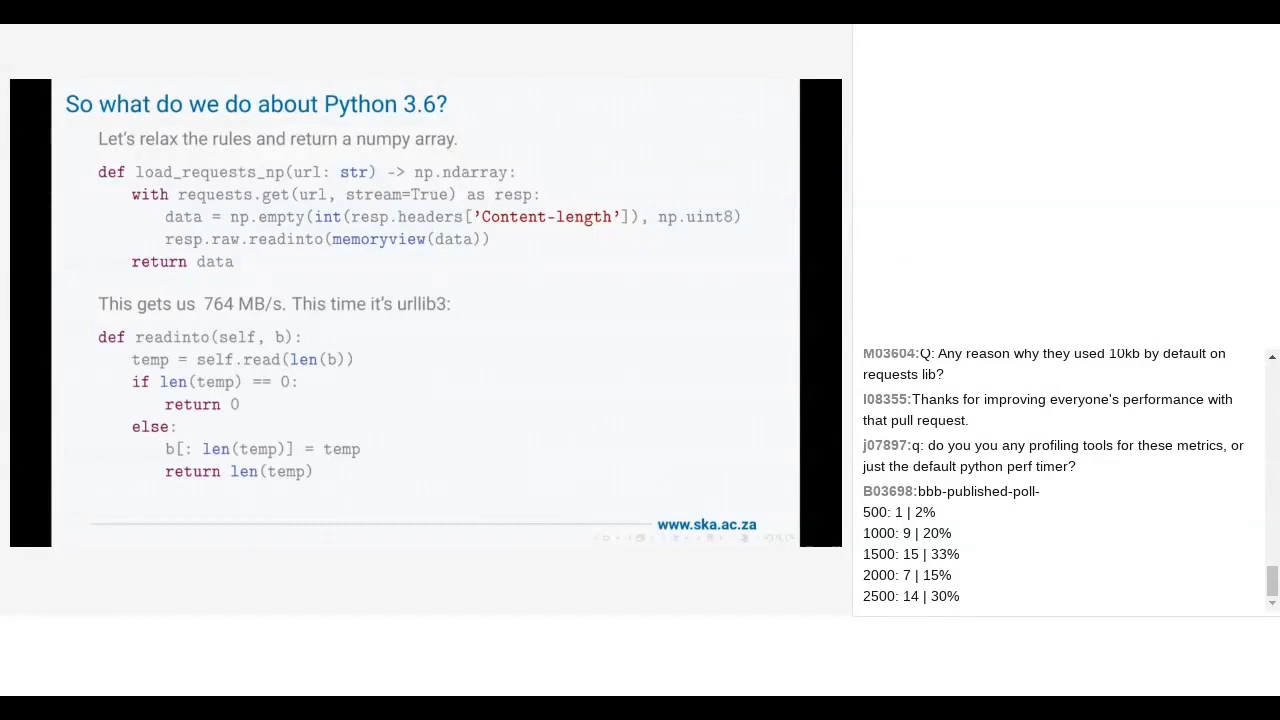 So what do we do about Python 3.6?
Let's relax the rules and return a numpy array.
def load_requests_np(url: str) -> np.ndarray:
with requests.get(url, stream=True) as resp:
data = np.empty(int(resp.headers['Content-length']), np.uint8)
resp.raw.readinto(memoryview(data))
return data
This gets us 764 MB/s. This time it's urllib3:
def readinto(self, b):
temp = self.read(len(b))
if len(temp) == 0:
return 0
else:
b[: len(temp)] = temp
return len(temp)
www.ska.ac.za
M03604:Q: Any reason why they used 10kb by default on
requests lib?
I08355:Thanks for improving everyone's performance with
that pull request.
j07897:q: do you you any profiling tools for these metrics, or
just the default python perf timer?
B03698:bbb-published-poll-
500: 1 | 2%
1000: 9 | 20%
1500: 15 | 33%
2000: 7 | 15%
2500: 14 | 30%